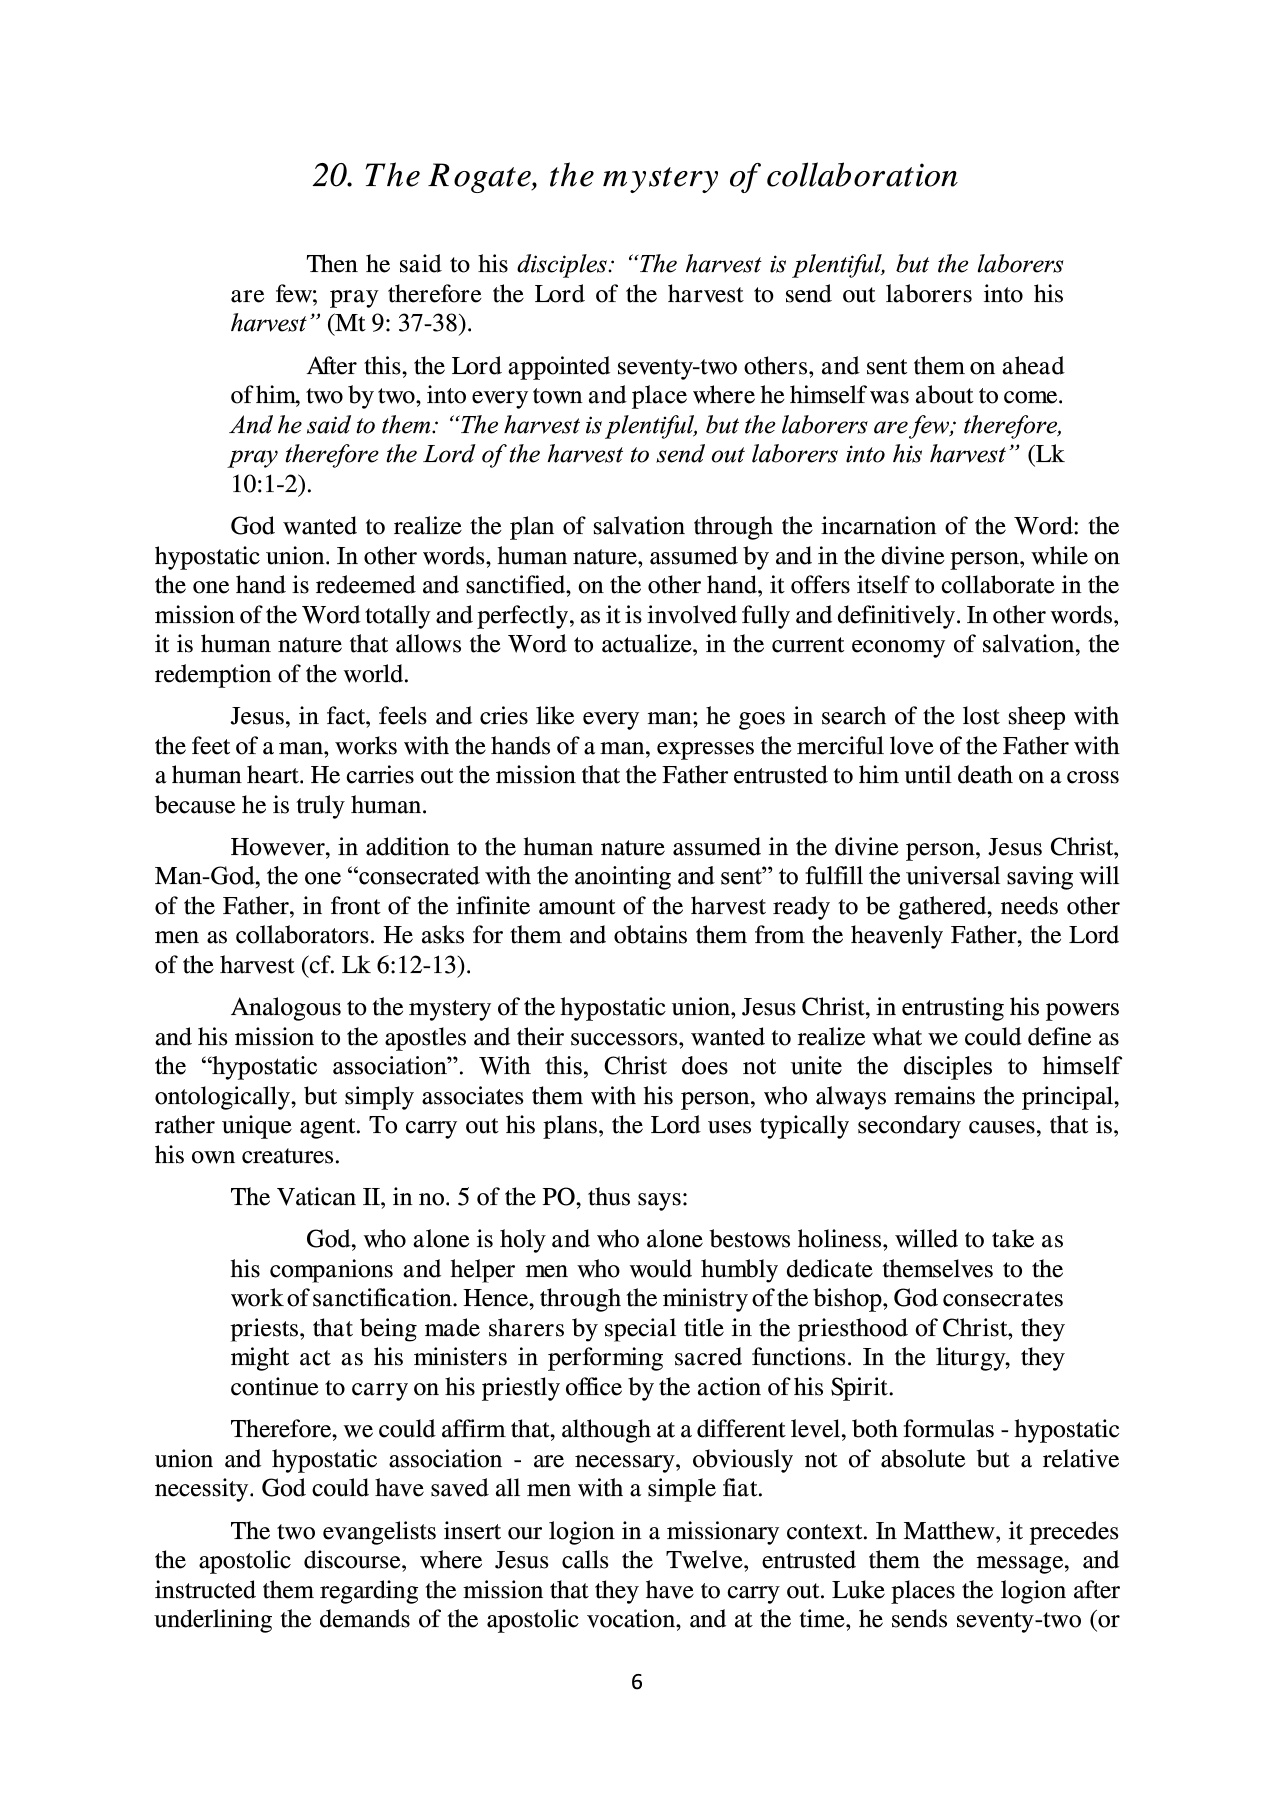 20. The Rogate, the mystery of collaboration
Then he said to his disciples: “The harvest is plentiful, but the laborers
are few; pray therefore the Lord of the harvest to send out laborers into his
harvest” (Mt 9: 37-38).
After this, the Lord appointed seventy-two others, and sent them on ahead
of him, two by two, into every town and place where he himself was about to come.
And he said to them: “The harvest is plentiful, but the laborers are few; therefore,
pray therefore the Lord of the harvest to send out laborers into his harvest” (Lk
10:1-2).
God wanted to realize the plan of salvation through the incarnation of the Word: the
hypostatic union. In other words, human nature, assumed by and in the divine person, while on
the one hand is redeemed and sanctified, on the other hand, it offers itself to collaborate in the
mission of the Word totally and perfectly, as it is involved fully and definitively. In other words,
it is human nature that allows the Word to actualize, in the current economy of salvation, the
redemption of the world.
Jesus, in fact, feels and cries like every man; he goes in search of the lost sheep with
the feet of a man, works with the hands of a man, expresses the merciful love of the Father with
a human heart. He carries out the mission that the Father entrusted to him until death on a cross
because he is truly human.
However, in addition to the human nature assumed in the divine person, Jesus Christ,
Man-God, the one “consecrated with the anointing and sent” to fulfill the universal saving will
of the Father, in front of the infinite amount of the harvest ready to be gathered, needs other
men as collaborators. He asks for them and obtains them from the heavenly Father, the Lord
of the harvest (cf. Lk 6:12-13).
Analogous to the mystery of the hypostatic union, Jesus Christ, in entrusting his powers
and his mission to the apostles and their successors, wanted to realize what we could define as
the “hypostatic association”. With this, Christ does not unite the disciples to himself
ontologically, but simply associates them with his person, who always remains the principal,
rather unique agent. To carry out his plans, the Lord uses typically secondary causes, that is,
his own creatures.
The Vatican II, in no. 5 of the PO, thus says:
God, who alone is holy and who alone bestows holiness, willed to take as
his companions and helper men who would humbly dedicate themselves to the
work of sanctification. Hence, through the ministry of the bishop, God consecrates
priests, that being made sharers by special title in the priesthood of Christ, they
might act as his ministers in performing sacred functions. In the liturgy, they
continue to carry on his priestly office by the action of his Spirit.
Therefore, we could affirm that, although at a different level, both formulas - hypostatic
union and hypostatic association - are necessary, obviously not of absolute but a relative
necessity. God could have saved all men with a simple fiat.
The two evangelists insert our logion in a missionary context. In Matthew, it precedes
the apostolic discourse, where Jesus calls the Twelve, entrusted them the message, and
instructed them regarding the mission that they have to carry out. Luke places the logion after
underlining the demands of the apostolic vocation, and at the time, he sends seventy-two (or
6